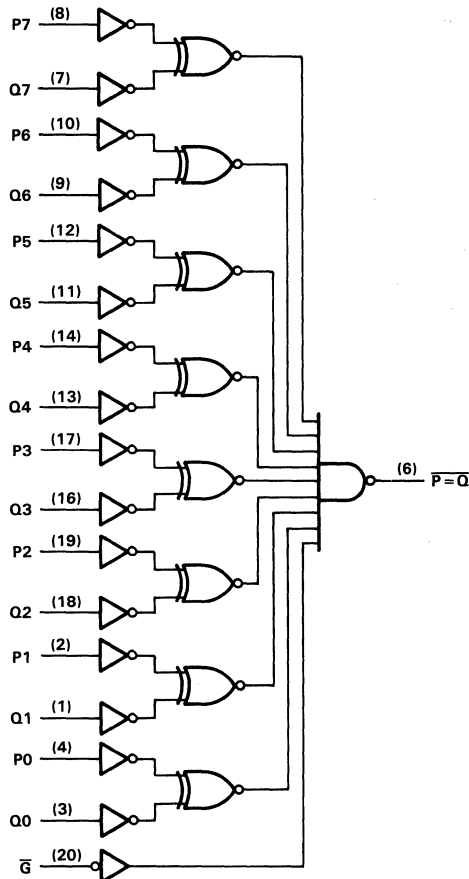 P7 (8)
Q7 (7)
P6 (10)
Q6 (9)
P5 (12)
Q5 (11)
P4 (14)
Q4 (13)
P3 (17)
Q3 (16)
P2 (19)
Q2 (18)
P1 (2)
Q1 (1)
P0 (4)
Q0 (3)
G̅ (20)
(6) P̅=̅Q̅